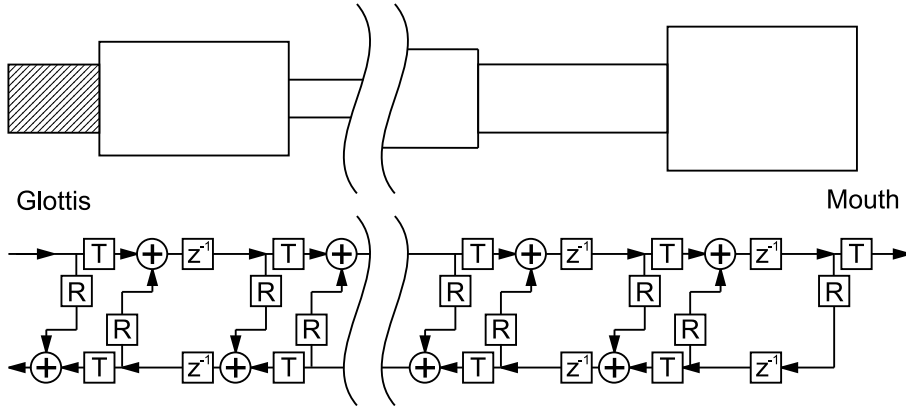 Glottis Mouth
T + z⁻¹ T + T + z⁻¹ T + z⁻¹ T
R R R R R R R R R
+ T z⁻¹ + T + T z⁻¹ + T z⁻¹